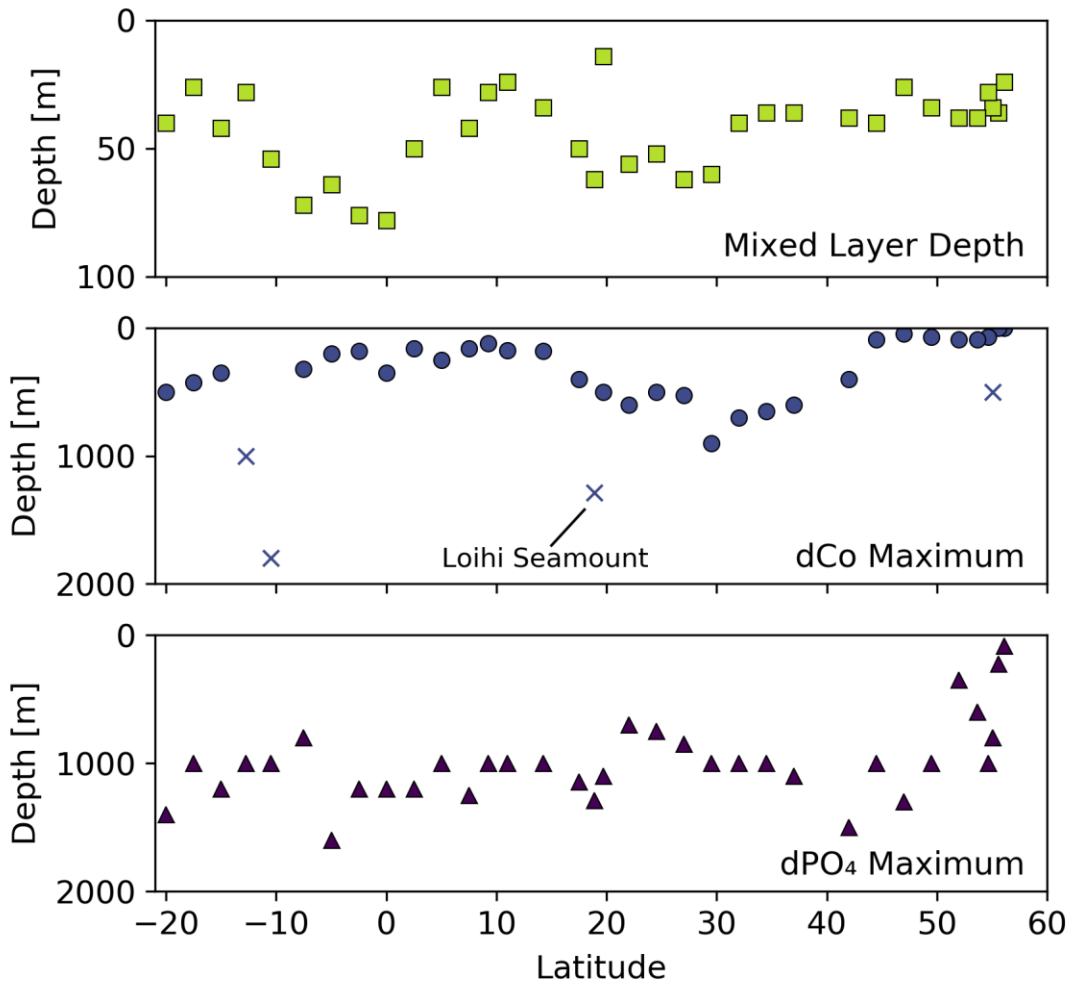 0
50
100
Depth [m]
Mixed Layer Depth
0
1000
2000
Depth [m]
Loihi Seamount
dCo Maximum
0
1000
2000
Depth [m]
dPO₄ Maximum
−20 −10 0 10 20 30 40 50 60
Latitude